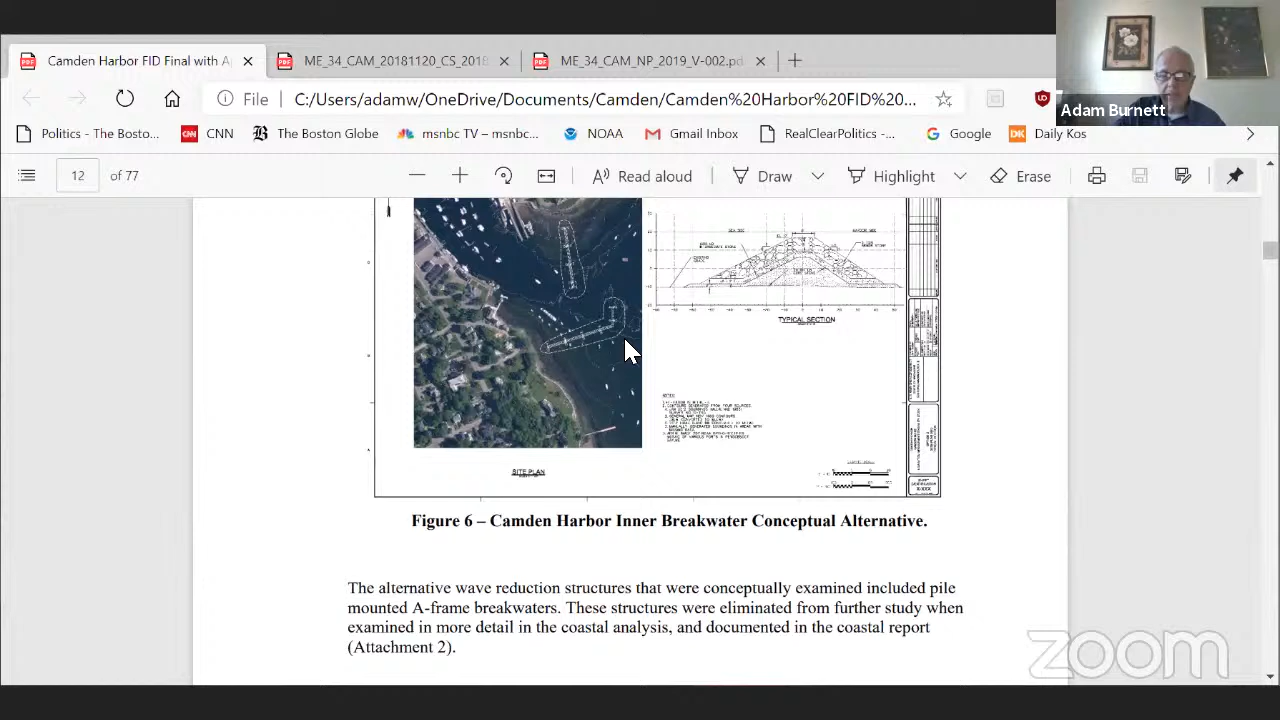 Camden Harbor FID Final with A
ME_34_CAM_20181120_CS_2018
ME_34_CAM_NP_2019_V-002.pd
File
C:/Users/adamw/OneDrive/Documents/Camden/Camden%20Harbor%20FID%20...
Adam Burnett
Politics - The Bosto...
CNN
The Boston Globe
msnbc TV – msnbc...
NOAA
Gmail Inbox
RealClearPolitics -...
Google
Daily Kos
12 of 77
Read aloud
Draw
Highlight
Erase
TYPICAL SECTION
SITE PLAN
Figure 6 – Camden Harbor Inner Breakwater Conceptual Alternative.
The alternative wave reduction structures that were conceptually examined included pile
mounted A-frame breakwaters. These structures were eliminated from further study when
examined in more detail in the coastal analysis, and documented in the coastal report
(Attachment 2).
zoom